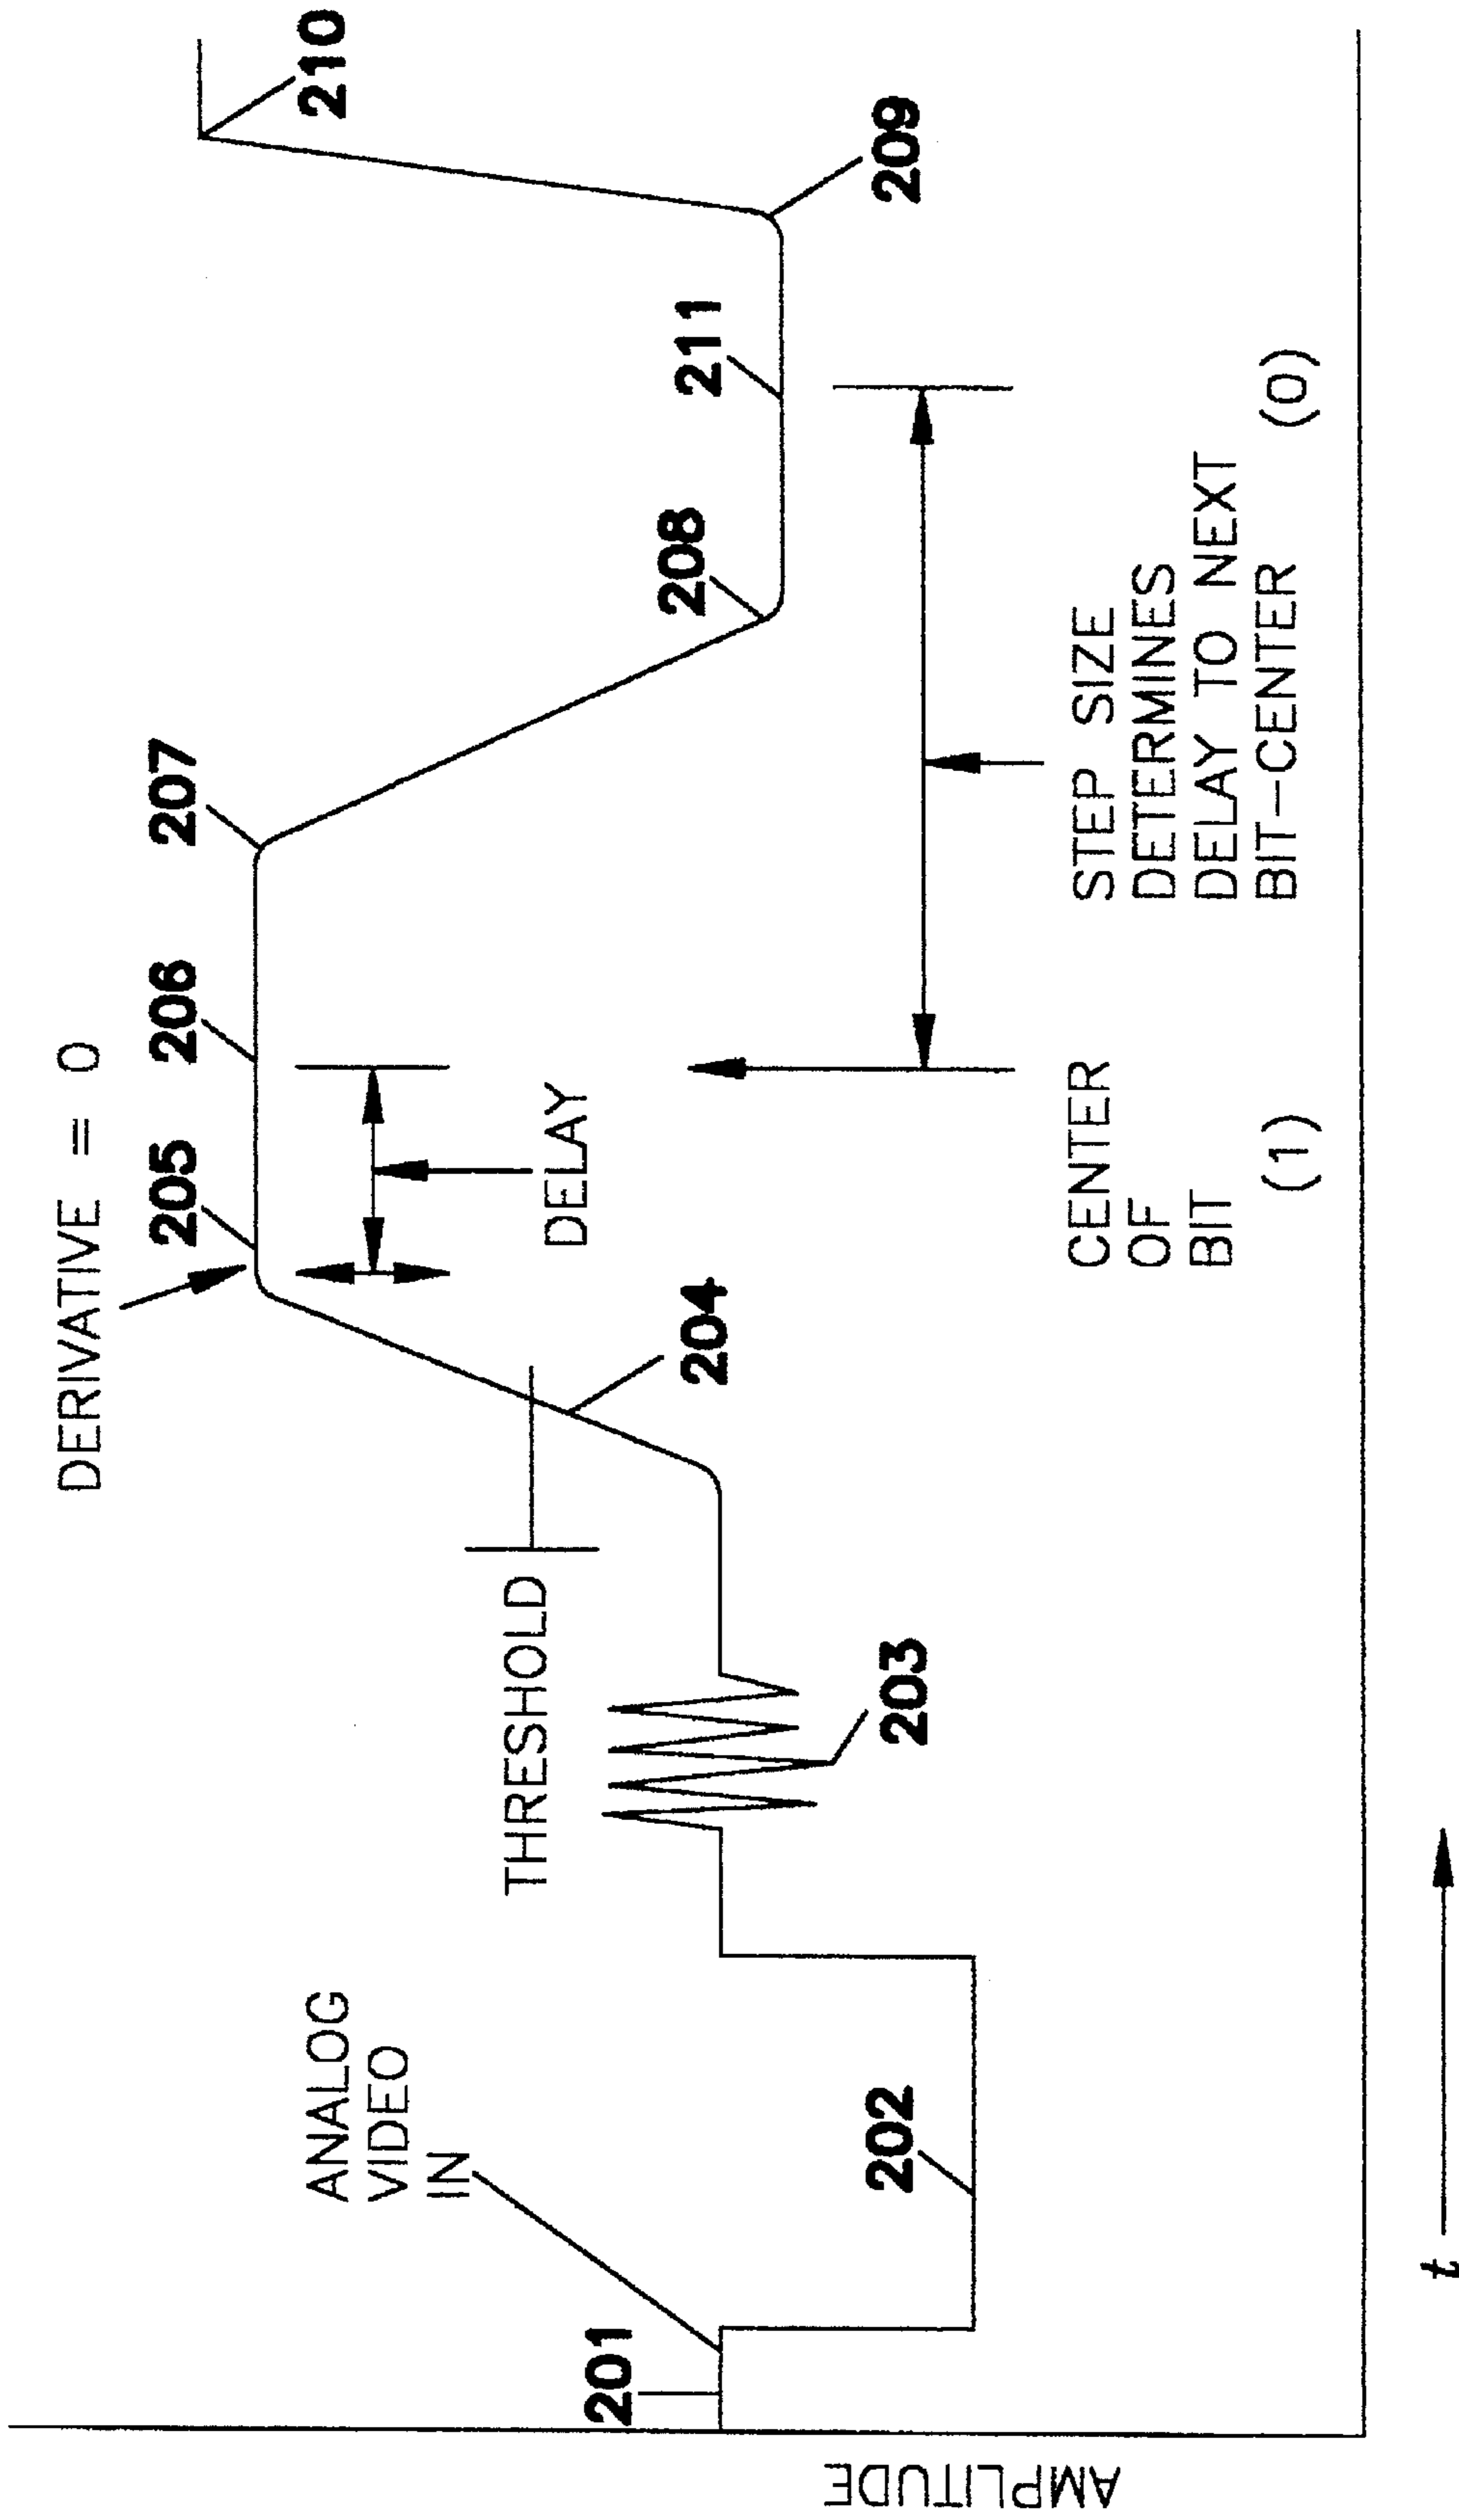 DERIVATIVE = 0
205
206
207
210
ANALOG
VIDEO
IN
THRESHOLD
DELAY
201
204
208
211
202
203
209
AMPLITUDE
CENTER
OF
BIT
(1)
STEP SIZE
DETERMINES
DELAY TO NEXT
BIT-CENTER
(0)
t